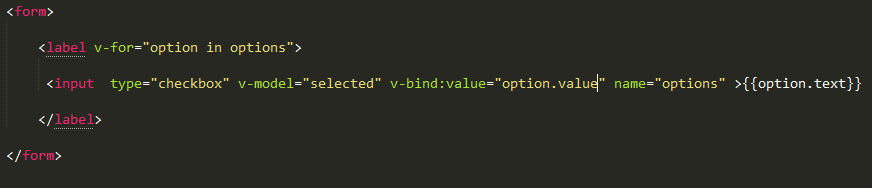 <form>
<label v-for="option in options">
<input  type="checkbox" v-model="selected" v-bind:value="option.value" name="options" >{{option.text}}
</label>
</form>